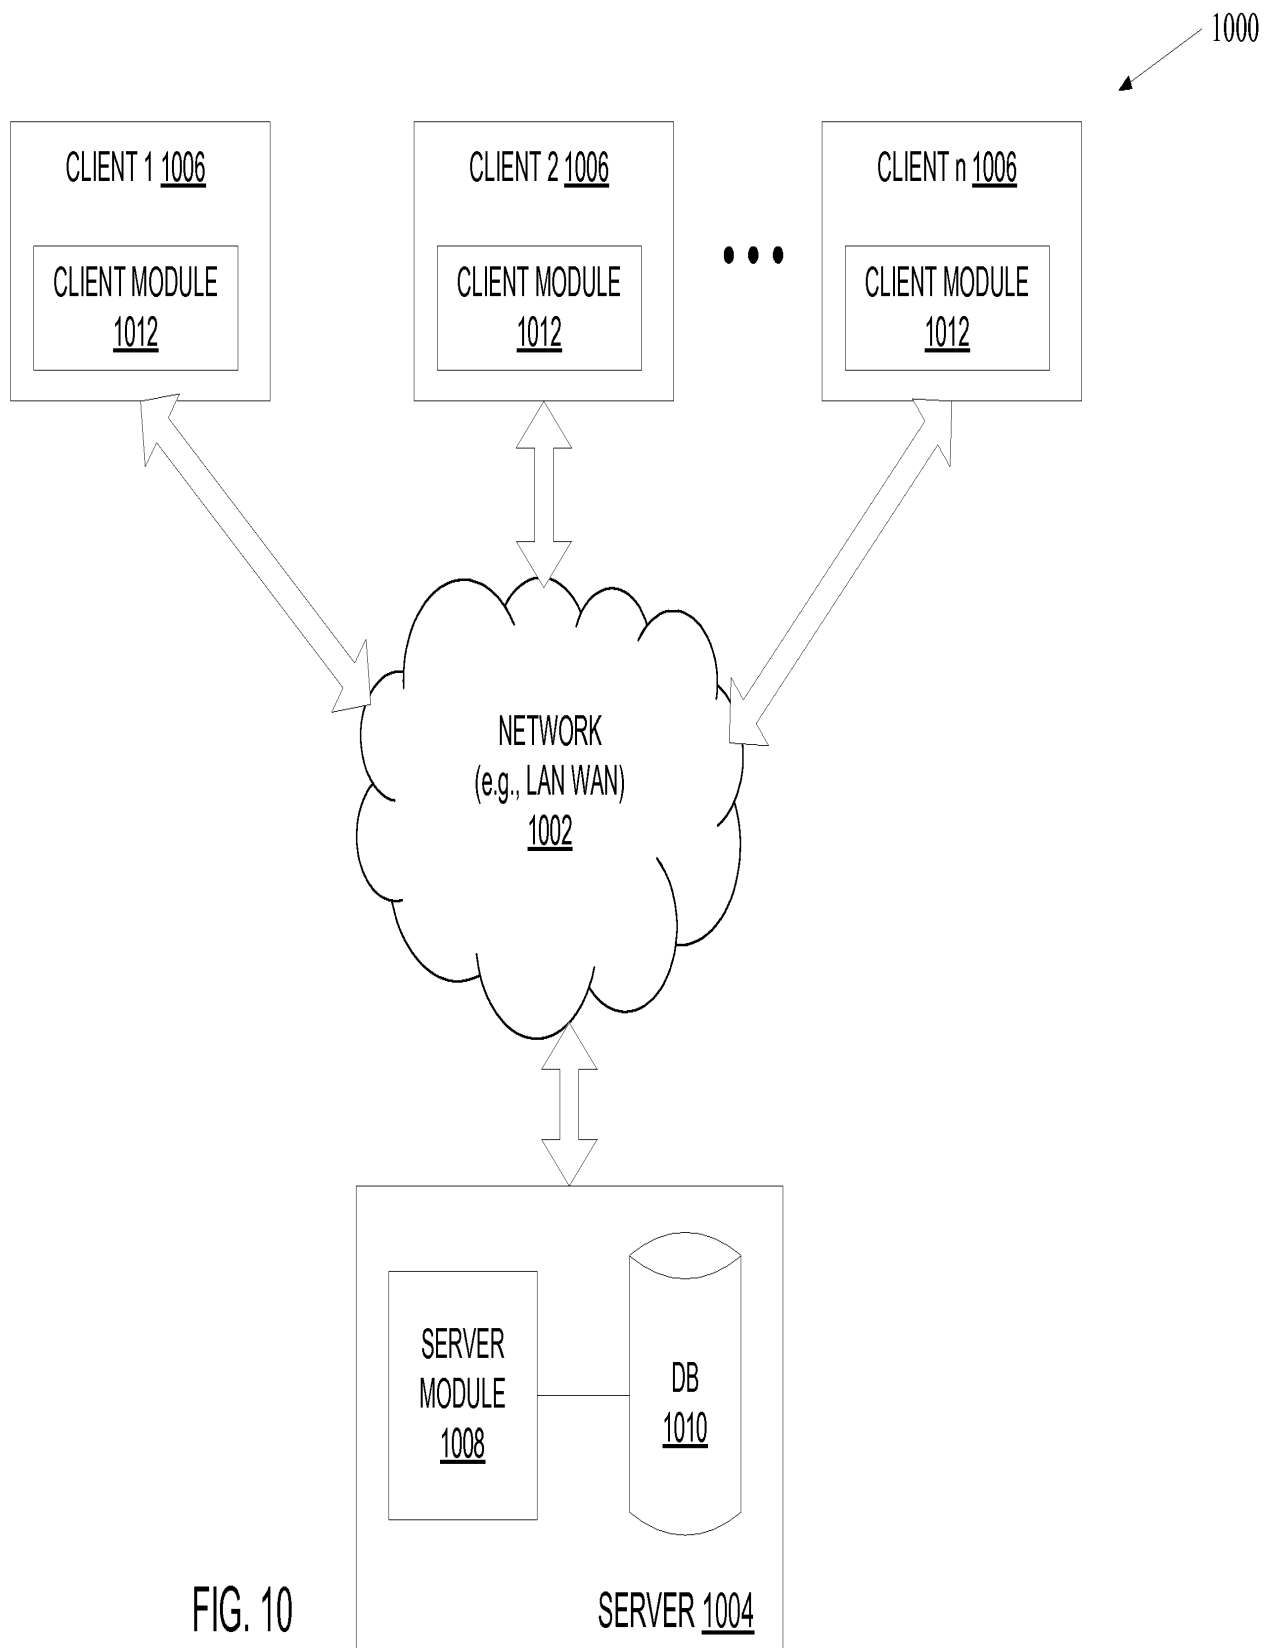 1000
CLIENT 1 1006
CLIENT MODULE
1012
CLIENT 2 1006
CLIENT MODULE
1012
CLIENT n 1006
CLIENT MODULE
1012
NETWORK
(e.g., LAN WAN)
1002
SERVER
MODULE
1008
DB
1010
SERVER 1004
FIG. 10